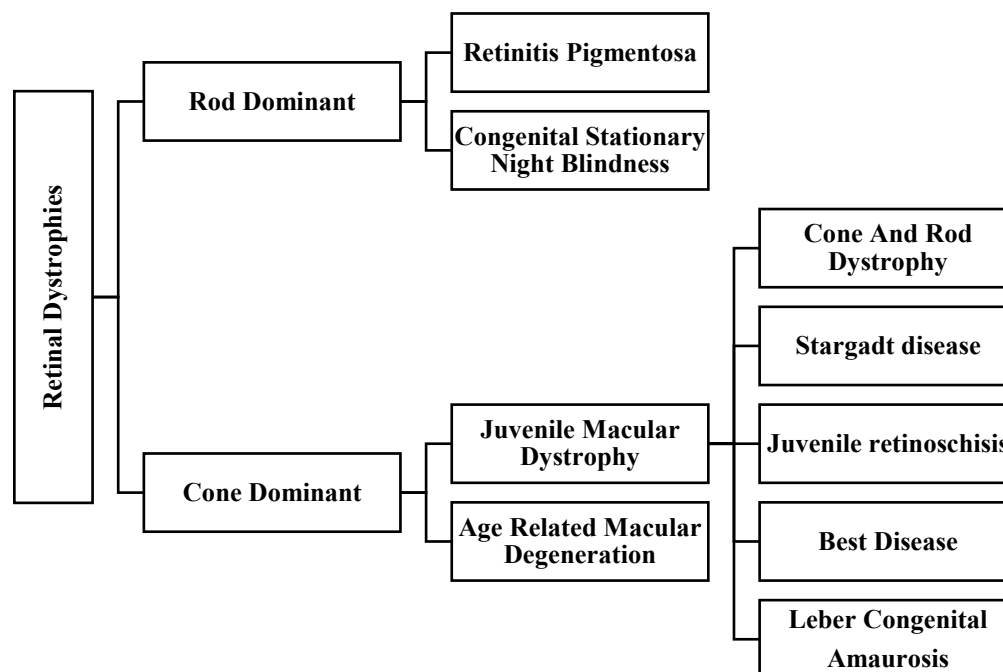 Retinal Dystrophies
Rod Dominant
Retinitis Pigmentosa
Congenital Stationary
Night Blindness
Cone Dominant
Juvenile Macular
Dystrophy
Age Related Macular
Degeneration
Cone And Rod
Dystrophy
Stargadt disease
Juvenile retinoschisis
Best Disease
Leber Congenital
Amaurosis